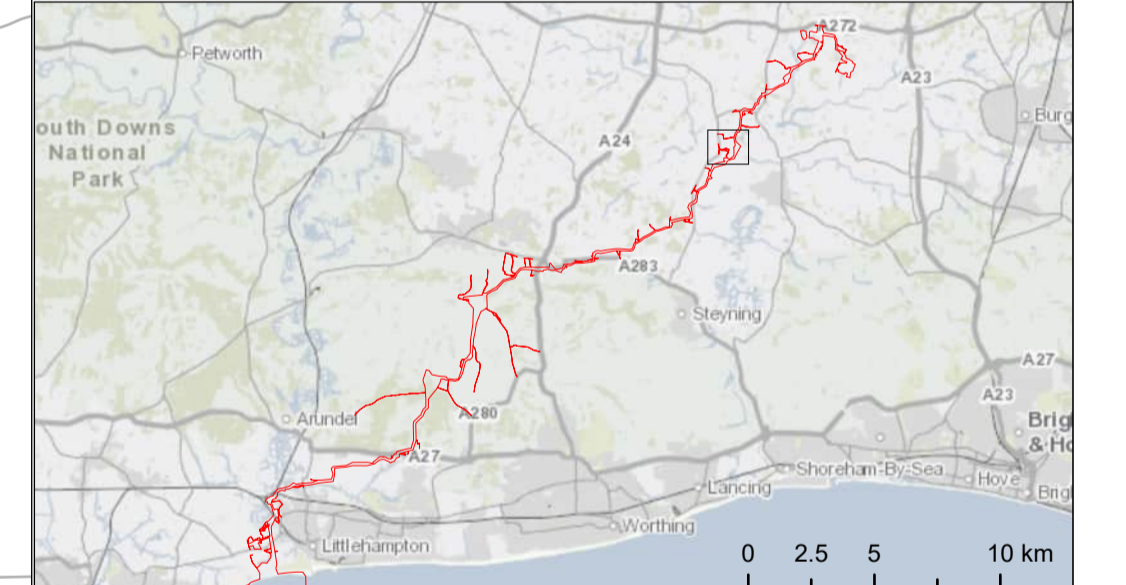 A272
Petworth
A23
Burg
outh Downs
National
Park
A24
A283
Steyning
A27
A23
Arundel
A280
Brig
& Ho
A27
Shoreham-By-Sea
Hove
Lancing
Brig
Worthing
Littlehampton
0 2.5 5 10 km